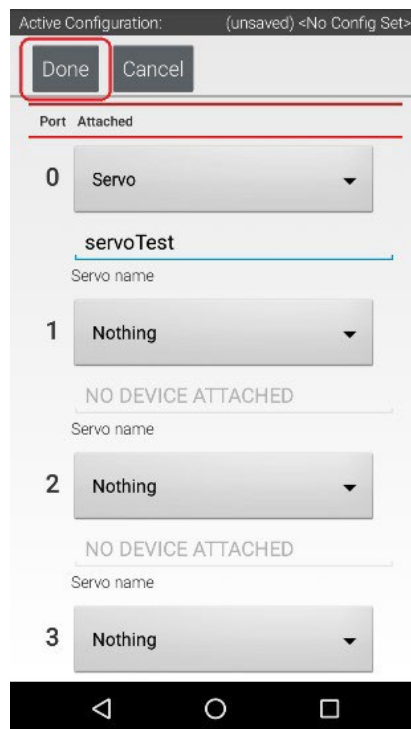 Active Configuration: (unsaved) <No Config Set>
Done Cancel
Port Attached
0 Servo
servoTest
Servo name
1 Nothing
NO DEVICE ATTACHED
Servo name
2 Nothing
NO DEVICE ATTACHED
Servo name
3 Nothing